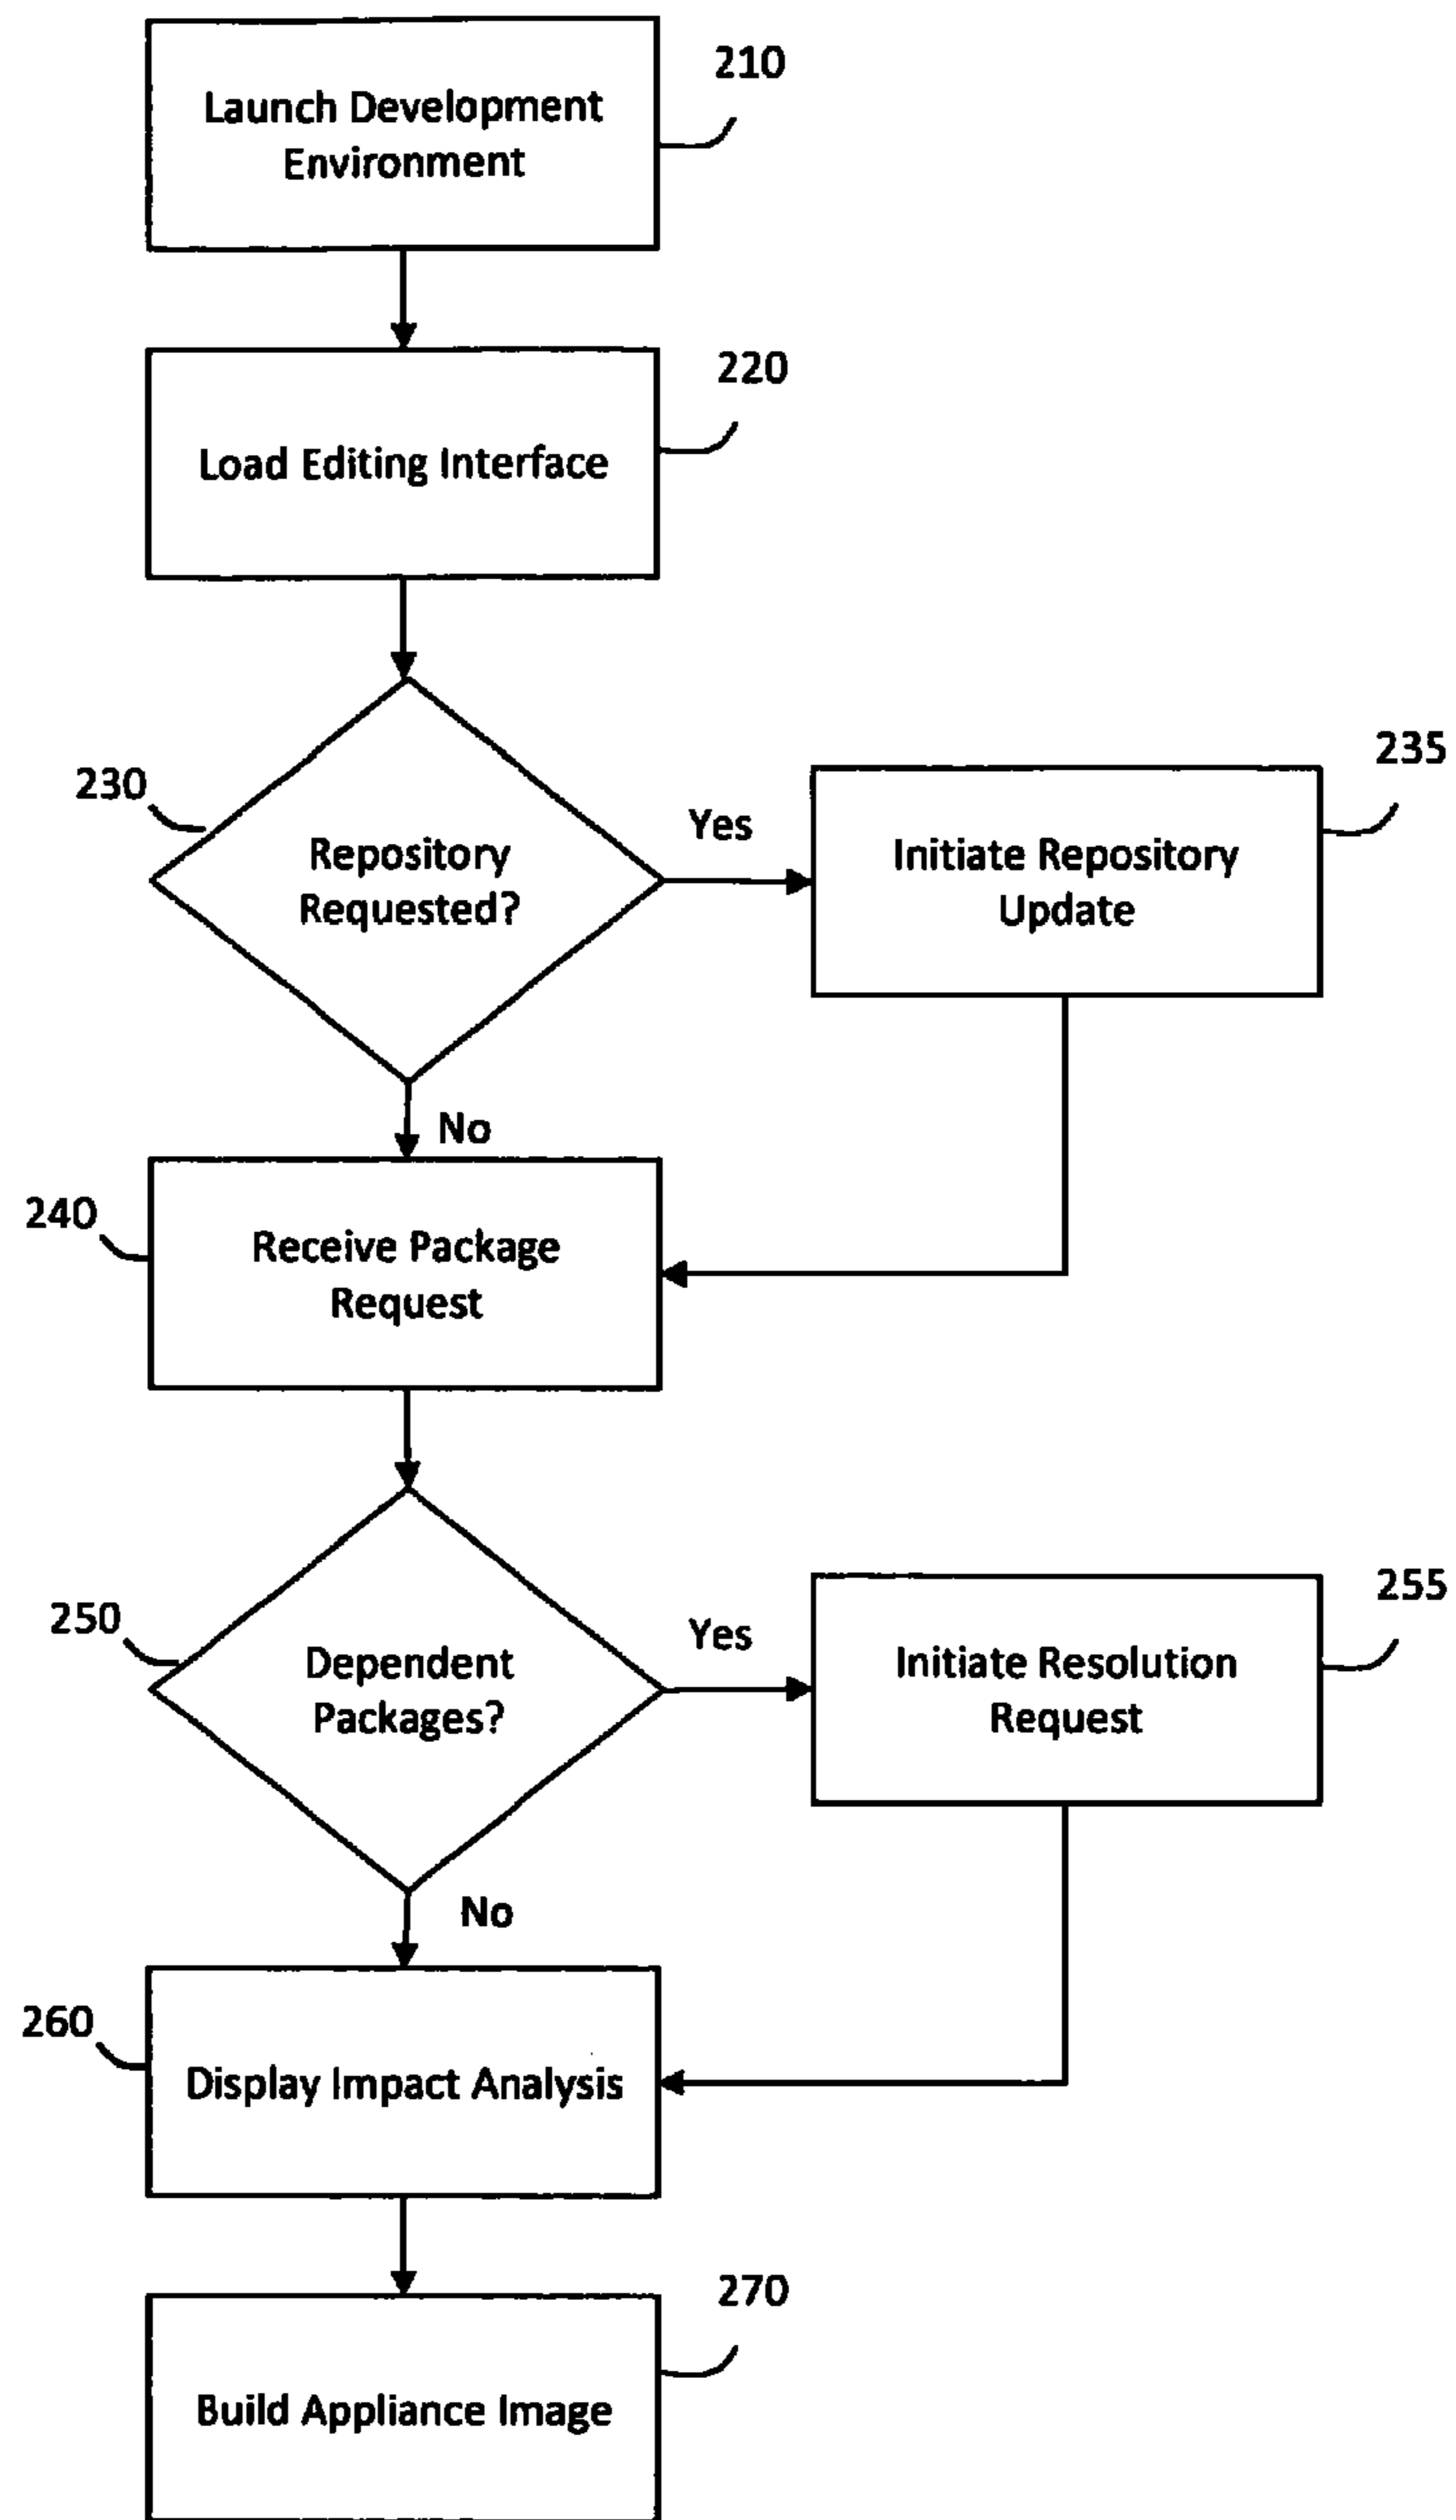 210
Launch Development
Environment
220
Load Editing Interface
230
Repository
Requested?
Yes
235
Initiate Repository
Update
No
240
Receive Package
Request
250
Dependent
Packages?
Yes
255
Initiate Resolution
Request
No
260
Display Impact Analysis
270
Build Appliance Image